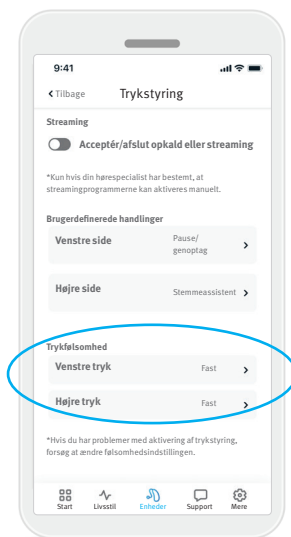 9:41
Tilbage
Trykstyring
Streaming
Acceptér/afslut opkald eller streaming
*Kun hvis din hørespecialist har bestemt, at
streamingprogrammerne kan aktiveres manuelt.
Brugerdefinerede handlinger
Venstre side
Pause/
genoptag
Højre side
Stemmeassistent
Trykfølsomhed
Venstre tryk
Fast
Højre tryk
Fast
*Hvis du har problemer med aktivering af trykstyring,
forsøg at ændre følsomhedsindstillingen.
Start
Livsstil
Enheder
Support
Mere